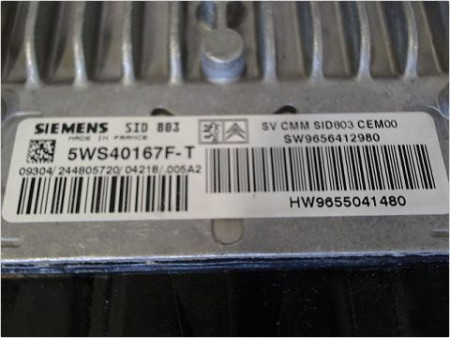 SIEMENS SID 803
MADE IN FRANCE
5WS40167F-T
09304/244805720/04218/.005A2
SV CMM SID803 CEM00
SW9656412980
HW9655041480